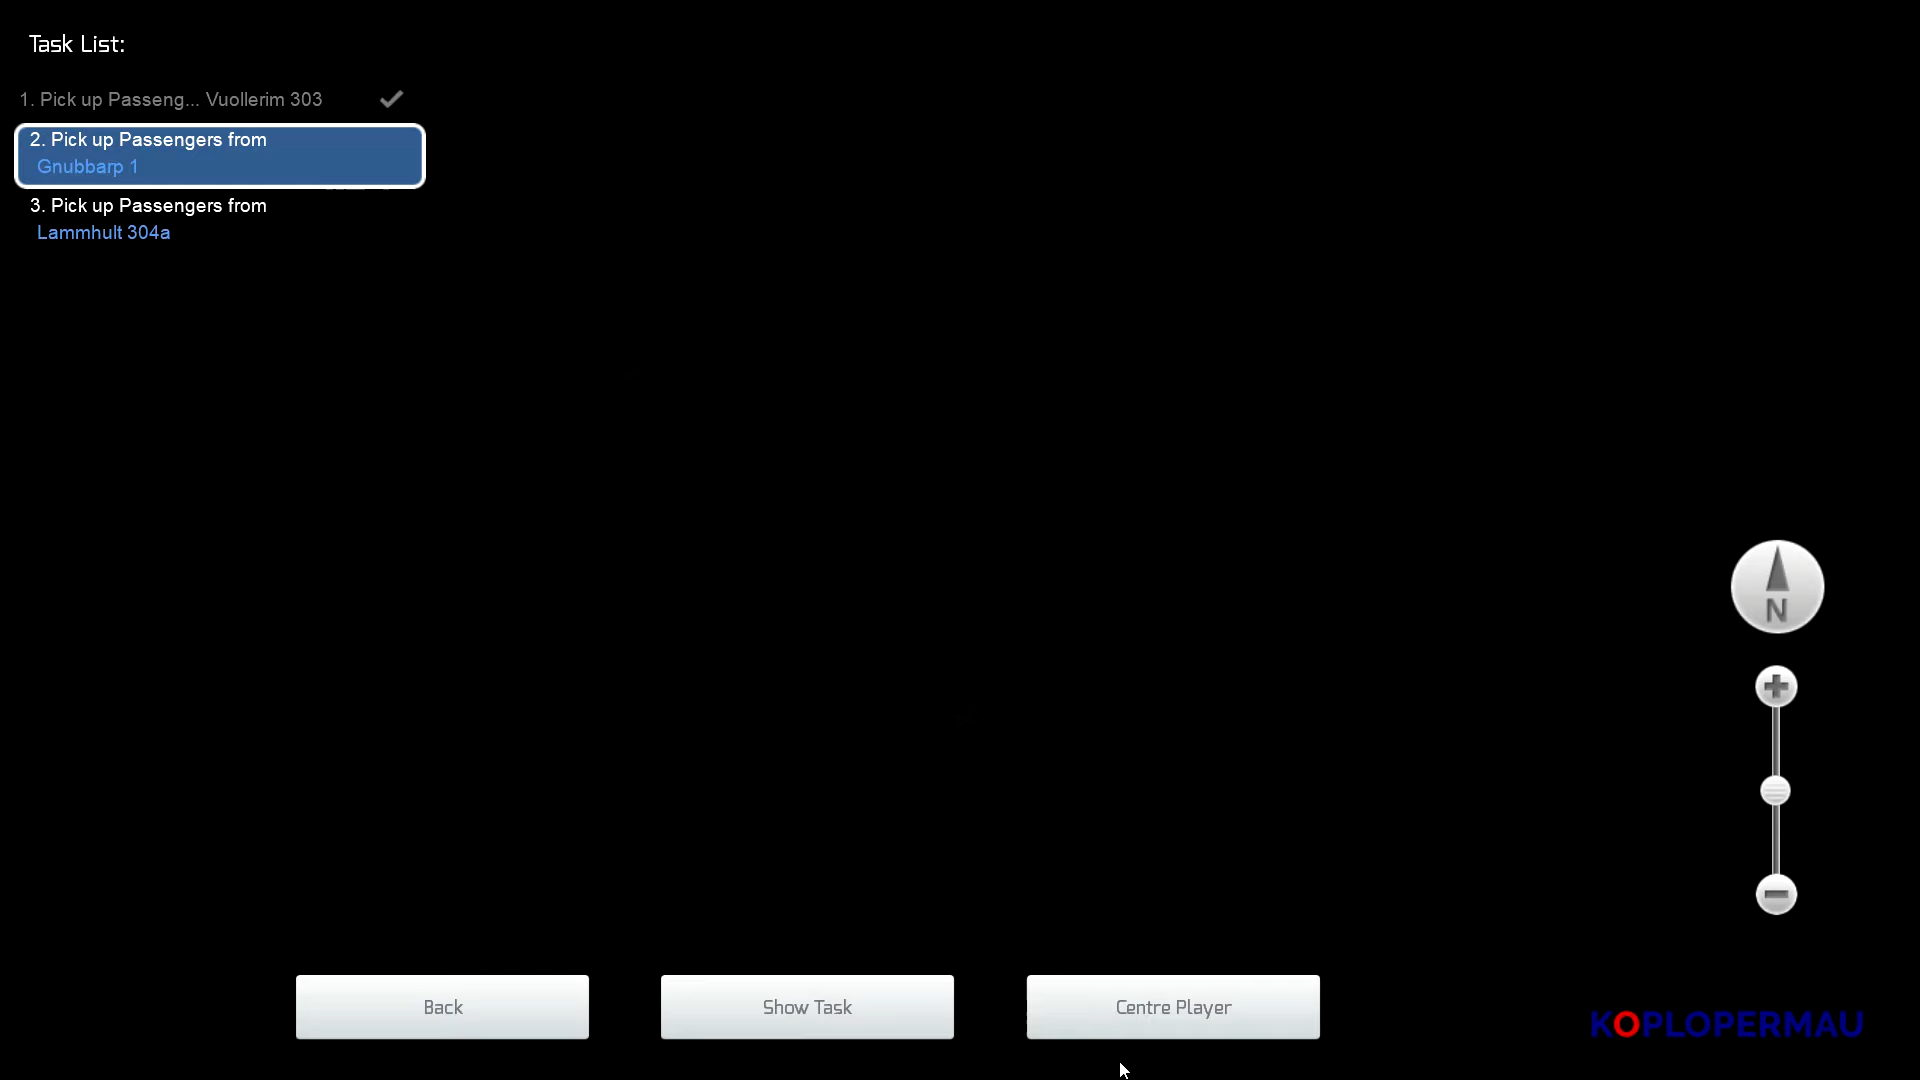 Task List:
1. Pick up Passeng... Vuollerim 303
2. Pick up Passengers from
Gnubbarp 1
3. Pick up Passengers from
Lammhult 304a
N
Back
Show Task
Centre Player
KOPLOPERMAU